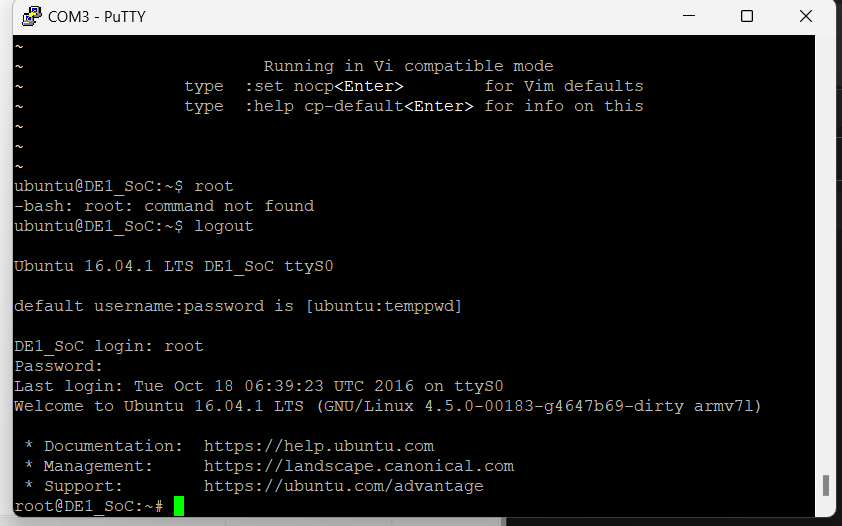 COM3 - PuTTY
~
~ Running in Vi compatible mode
~ type :set nocp<Enter> for Vim defaults
~ type :help cp-default<Enter> for info on this
~
~
~
ubuntu@DE1_SoC:~$ root
-bash: root: command not found
ubuntu@DE1_SoC:~$ logout
Ubuntu 16.04.1 LTS DE1_SoC ttyS0
default username:password is [ubuntu:temppwd]
DE1_SoC login: root
Password:
Last login: Tue Oct 18 06:39:23 UTC 2016 on ttyS0
Welcome to Ubuntu 16.04.1 LTS (GNU/Linux 4.5.0-00183-g4647b69-dirty armv7l)
* Documentation: https://help.ubuntu.com
* Management: https://landscape.canonical.com
* Support: https://ubuntu.com/advantage
root@DE1_SoC:~#